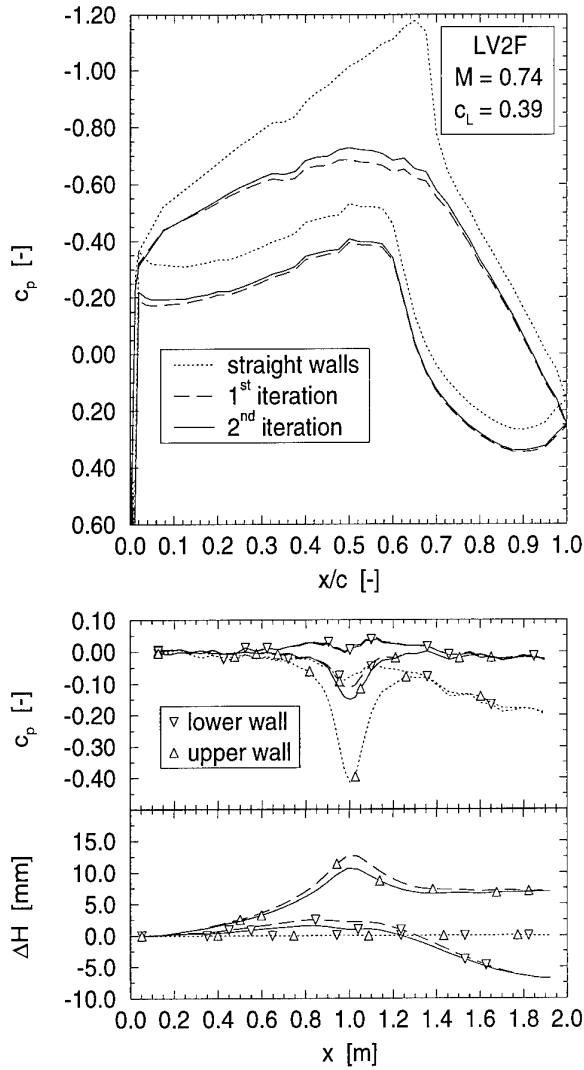 -1.20
-1.00
-0.80
-0.60
-0.40
-0.20
0.00
0.20
0.40
0.60
c_p [-]
LV2F
M = 0.74
c_L = 0.39
straight walls
1st iteration
2nd iteration
0.0 0.1 0.2 0.3 0.4 0.5 0.6 0.7 0.8 0.9 1.0
x/c [-]
0.10
0.00
-0.10
-0.20
-0.30
-0.40
c_p [-]
▽ lower wall
△ upper wall
15.0
10.0
5.0
0.0
-5.0
-10.0
ΔH [mm]
0.0 0.2 0.4 0.6 0.8 1.0 1.2 1.4 1.6 1.8 2.0
x [m]